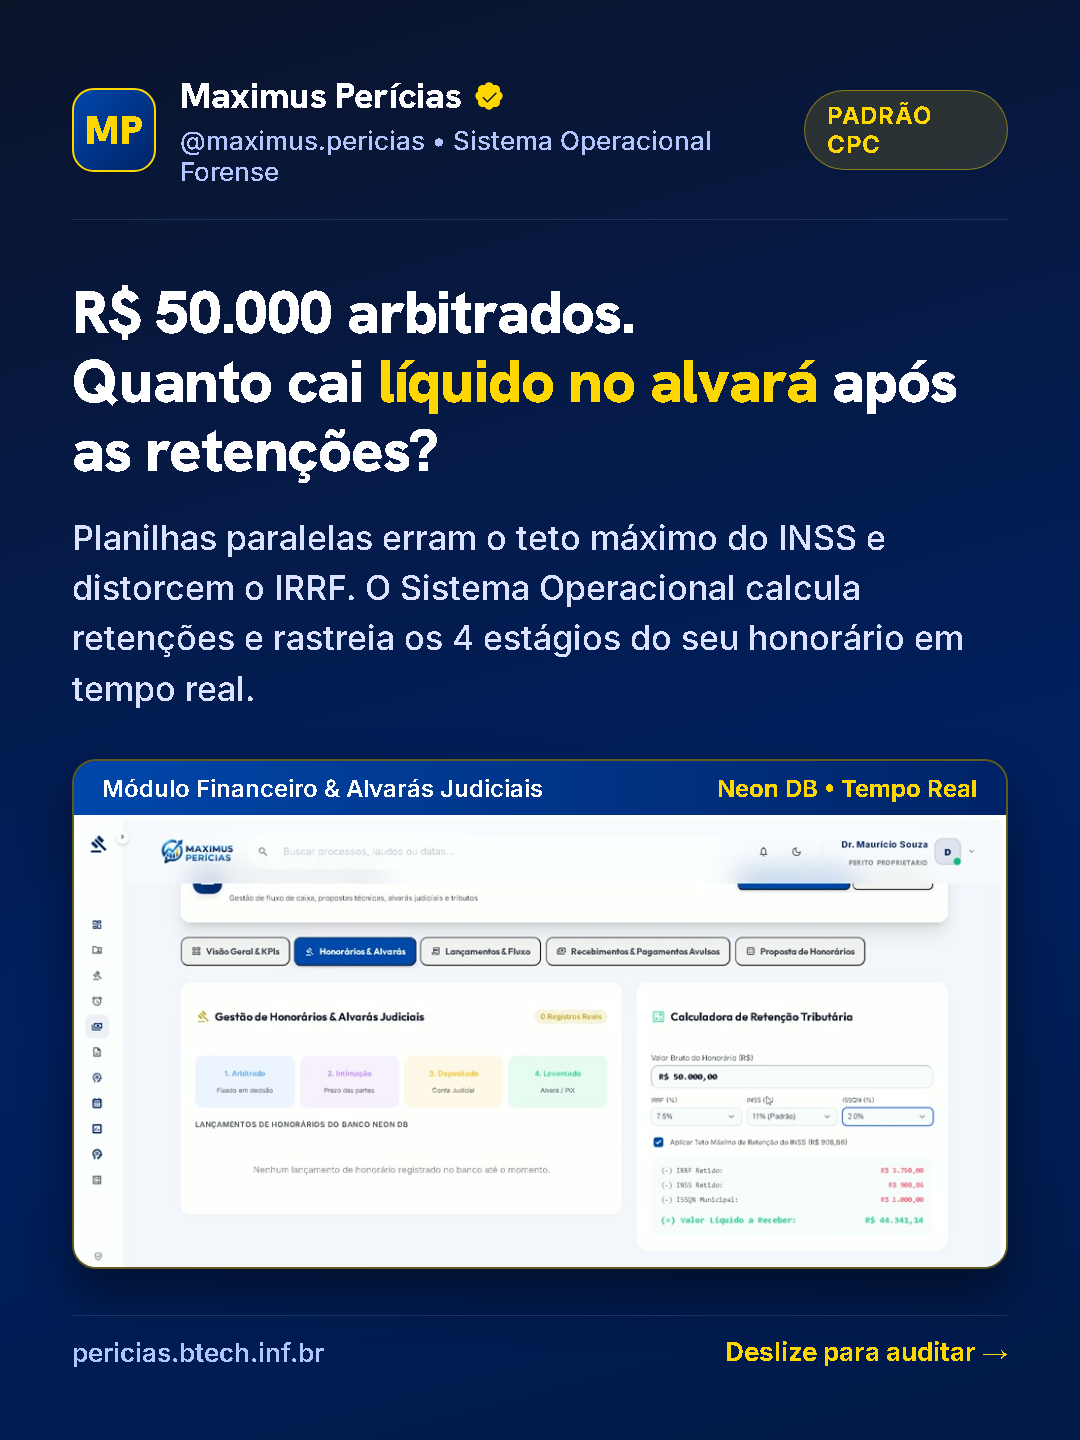 MP
Maximus Perícias
@maximus.pericias • Sistema Operacional
Forense
PADRÃO
CPC
R$ 50.000 arbitrados.
Quanto cai líquido no alvará após
as retenções?
Planilhas paralelas erram o teto máximo do INSS e
distorcem o IRRF. O Sistema Operacional calcula
retenções e rastreia os 4 estágios do seu honorário em
tempo real.
Módulo Financeiro & Alvarás Judiciais
Neon DB • Tempo Real
MAXIMUS
PERÍCIAS
Buscar processos, laudos ou datas...
Dr. Maurício Souza
PERITO PROPRIETÁRIO
D
Gestão de fluxo de caixa, propostas técnicas, alvarás judiciais e tributos
Visão Geral & KPIs
Honorários & Alvarás
Lançamentos & Fluxo
Recebimentos & Pagamentos Avulsos
Proposta de Honorários
Gestão de Honorários & Alvarás Judiciais
0 Registros Reais
1. Arbitrado
Fixado em decisão
2. Intimação
Prazo das partes
3. Depositado
Conta Judicial
4. Levantado
Alvará / PIX
LANÇAMENTOS DE HONORÁRIOS DO BANCO NEON DB
Nenhum lançamento de honorário registrado no banco até o momento.
Calculadora de Retenção Tributária
Valor Bruto do Honorário (R$)
R$ 50.000,00
IRRF (%)
INSS (%)
ISSQN (%)
7.5%
11% (Padrão)
2.0%
Aplicar Teto Máximo de Retenção do INSS (R$ 908,86)
(-) IRRF Retido:
R$ 3.750,00
(-) INSS Retido:
R$ 908,86
(-) ISSQN Municipal:
R$ 1.000,00
(=) Valor Líquido a Receber:
R$ 44.341,14
pericias.btech.inf.br
Deslize para auditar →